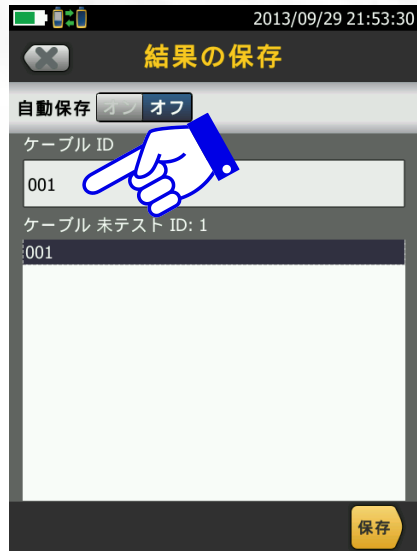 2013/09/29 21:53:30
結果の保存
自動保存 オン オフ
ケーブル ID
001
ケーブル 未テスト ID: 1
001
保存